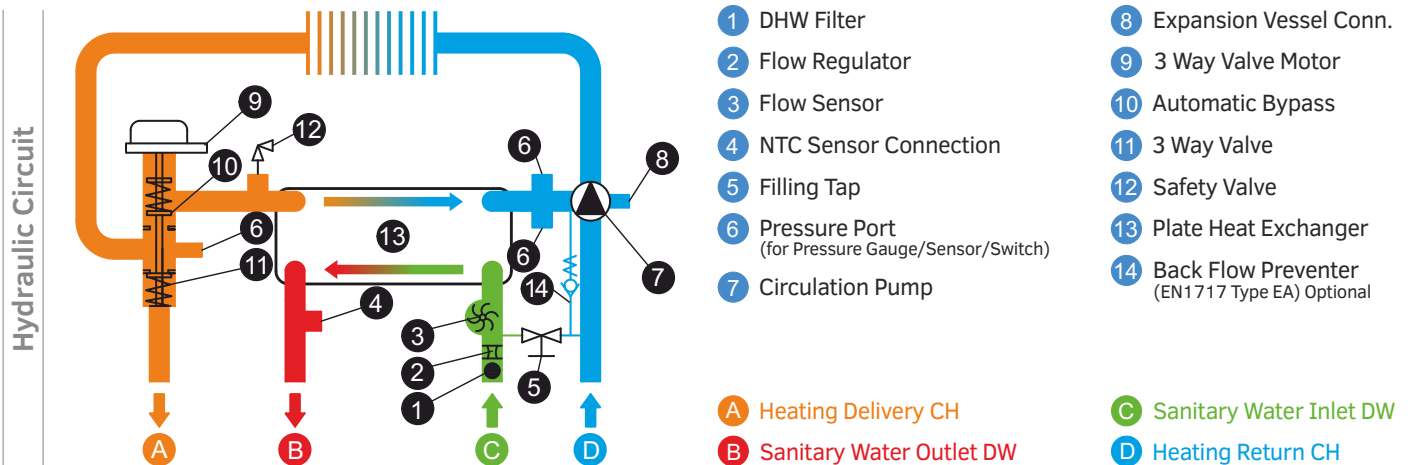 Hydraulic Circuit
9
12
10
6
8
6
13
6
11
14
7
4
3
2
5
1
A
B
C
D
1 DHW Filter
2 Flow Regulator
3 Flow Sensor
4 NTC Sensor Connection
5 Filling Tap
6 Pressure Port
(for Pressure Gauge/Sensor/Switch)
7 Circulation Pump
8 Expansion Vessel Conn.
9 3 Way Valve Motor
10 Automatic Bypass
11 3 Way Valve
12 Safety Valve
13 Plate Heat Exchanger
14 Back Flow Preventer
(EN1717 Type EA) Optional
A Heating Delivery CH
B Sanitary Water Outlet DW
C Sanitary Water Inlet DW
D Heating Return CH